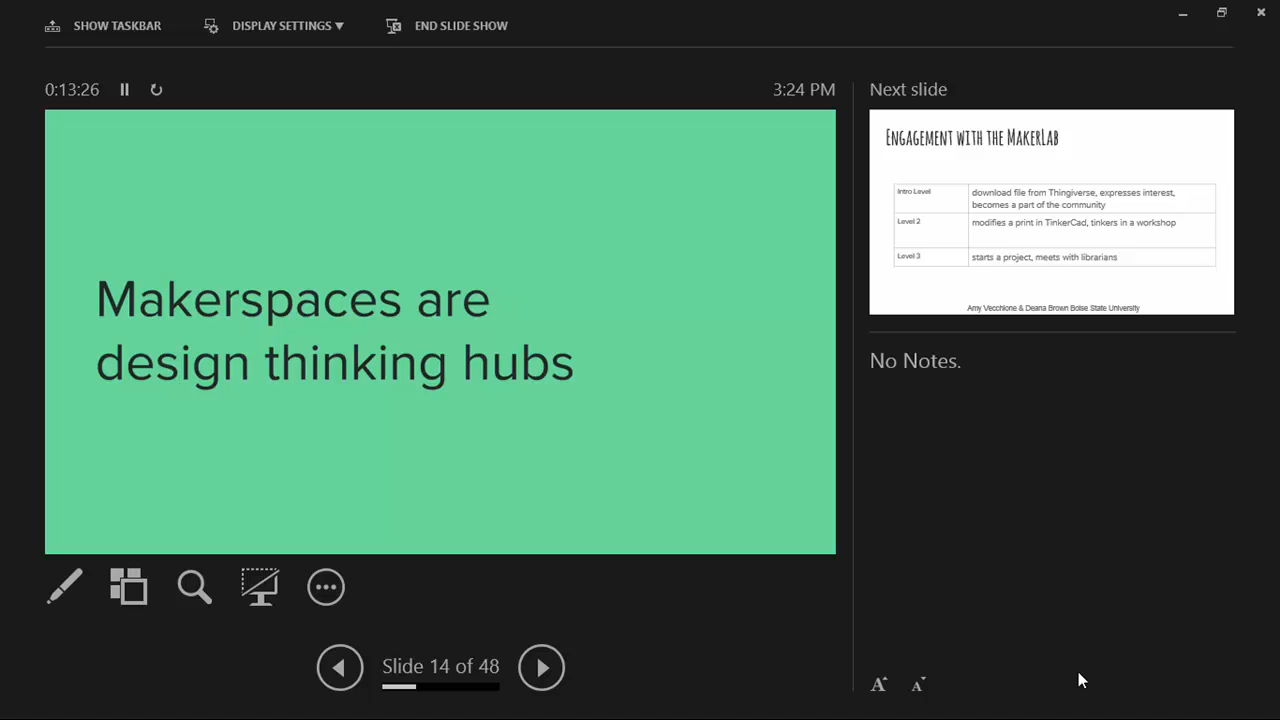 SHOW TASKBAR
DISPLAY SETTINGS ▼
END SLIDE SHOW
0:13:26
3:24 PM
Makerspaces are
design thinking hubs
Slide 14 of 48
Next slide
ENGAGEMENT WITH THE MAKERLAB
Intro Level
download file from Thingiverse, expresses interest,
becomes a part of the community
Level 2
modifies a print in TinkerCad, tinkers in a workshop
Level 3
starts a project, meets with librarians
Amy Vecchione & Deana Brown Boise State University
No Notes.
A
A